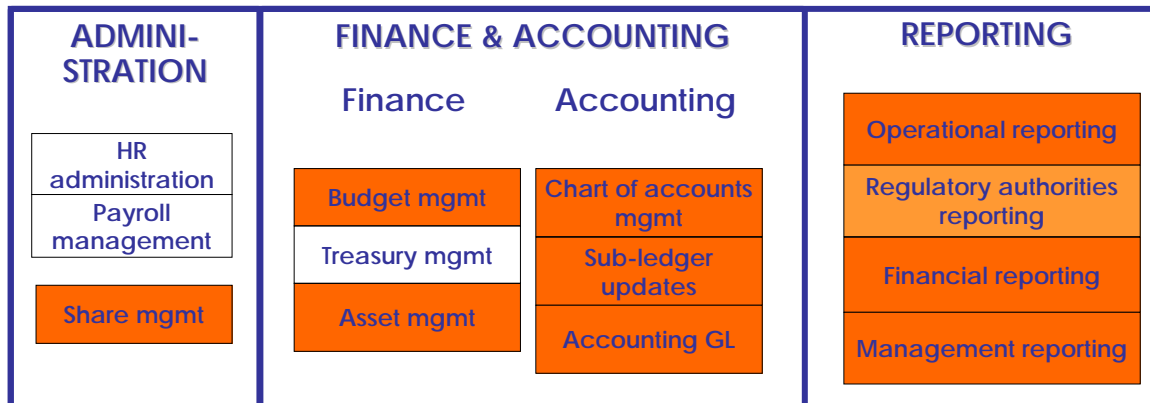 ADMINI-
STRATION
HR
administration
Payroll
management
Share mgmt
FINANCE & ACCOUNTING
Finance
Budget mgmt
Treasury mgmt
Asset mgmt
Accounting
Chart of accounts
mgmt
Sub-ledger
updates
Accounting GL
REPORTING
Operational reporting
Regulatory authorities
reporting
Financial reporting
Management reporting